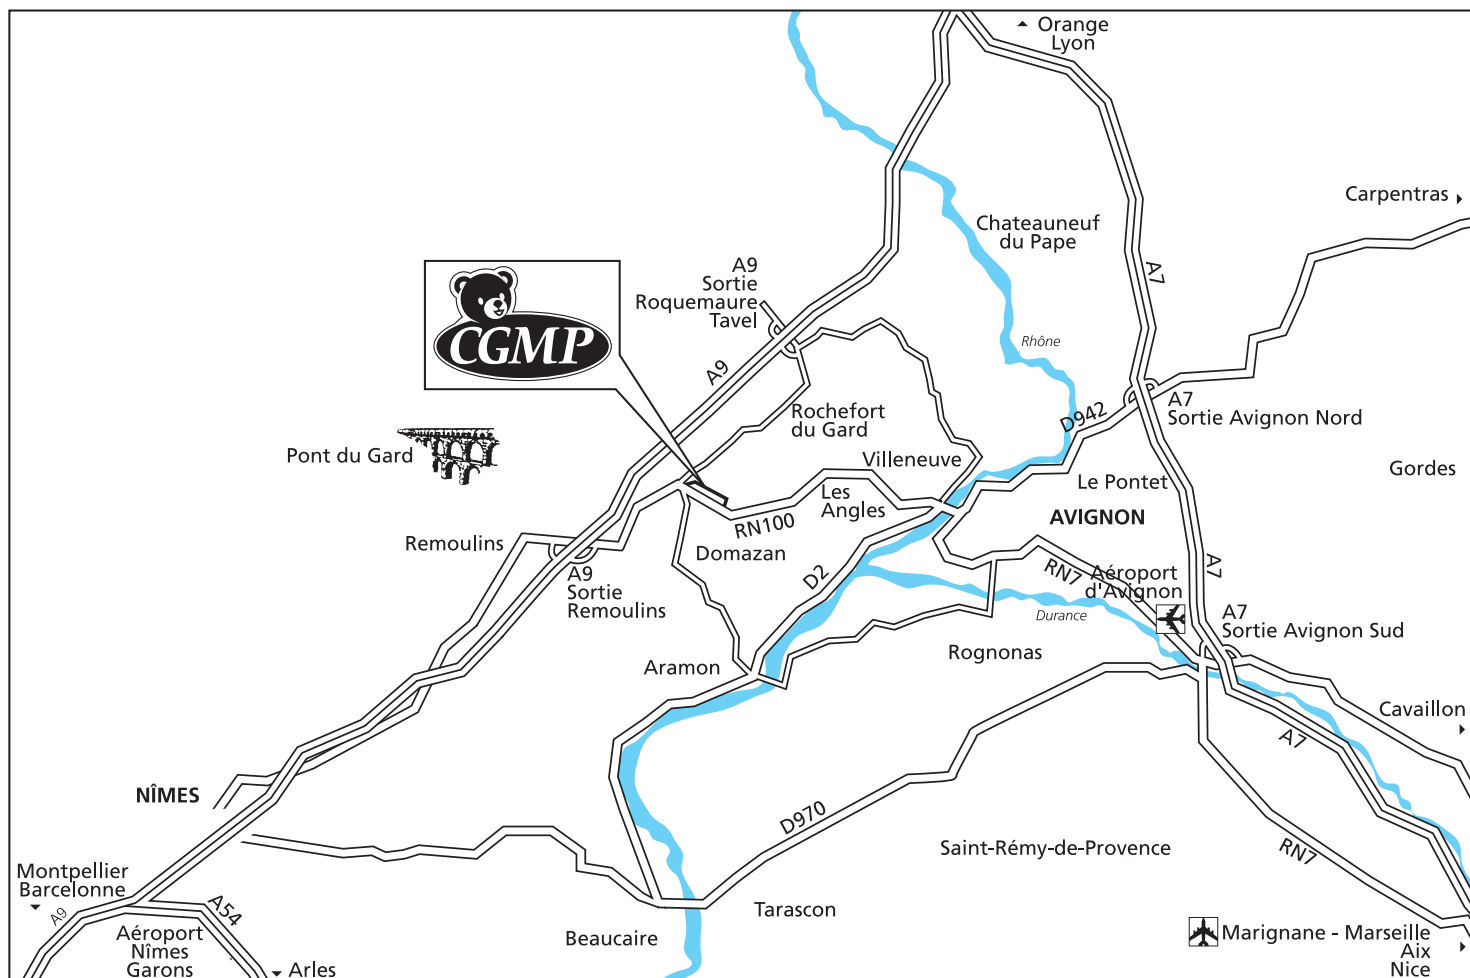 Orange
Lyon
Carpentras
Chateauneuf
du Pape
A7
A9
Sortie
Roquemaure
Tavel
CGMP
Rhône
A9
A7
Sortie Avignon Nord
D942
Rochefort
du Gard
Pont du Gard
Villeneuve
Gordes
Le Pontet
Les
Angles
AVIGNON
RN100
Remoulins
Domazan
A9
Sortie
Remoulins
D2
RN7
Aéroport
d'Avignon
A7
Durance
A7
Sortie Avignon Sud
Rognonas
Aramon
Cavaillon
A7
NÎMES
D970
Saint-Rémy-de-Provence
RN7
Montpellier
Barcelonne
A9
A54
Tarascon
Beaucaire
Aéroport
Nîmes
Garons
Arles
Marignane - Marseille
Aix
Nice